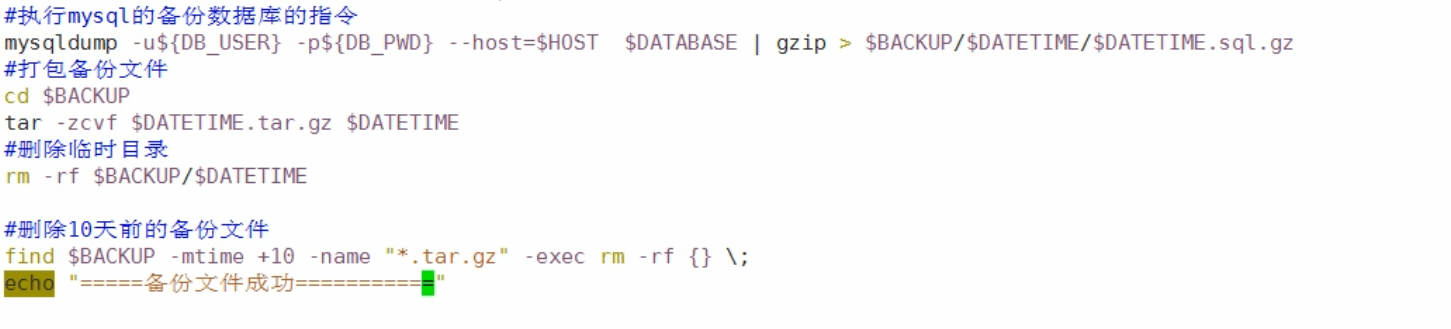 #执行mysql的备份数据库的指令
mysqldump -u${DB_USER} -p${DB_PWD} --host=$HOST  $DATABASE | gzip > $BACKUP/$DATETIME/$DATETIME.sql.gz
#打包备份文件
cd $BACKUP
tar -zcvf $DATETIME.tar.gz $DATETIME
#删除临时目录
rm -rf $BACKUP/$DATETIME
#删除10天前的备份文件
find $BACKUP -mtime +10 -name "*.tar.gz" -exec rm -rf {} \;
echo "=====备份文件成功==========="